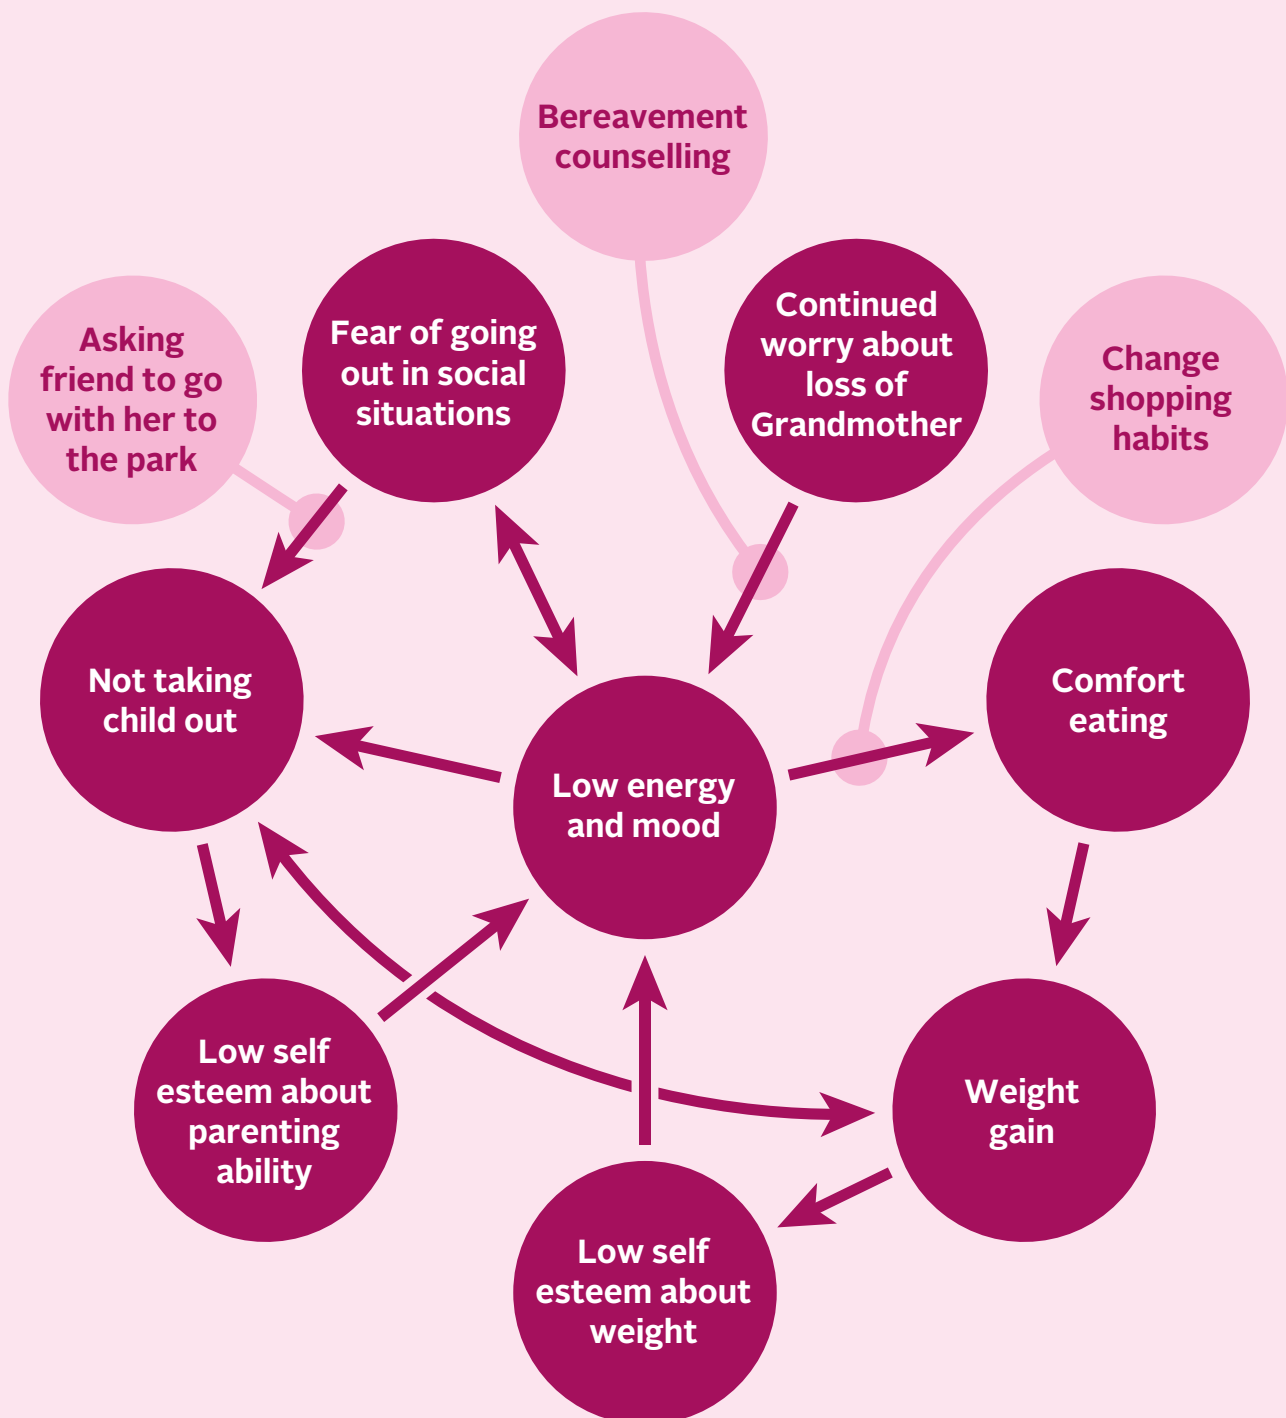 Bereavement
counselling
Asking
friend to go
with her to
the park
Fear of going
out in social
situations
Continued
worry about
loss of
Grandmother
Change
shopping
habits
Not taking
child out
Low energy
and mood
Comfort
eating
Low self
esteem about
parenting
ability
Weight
gain
Low self
esteem about
weight